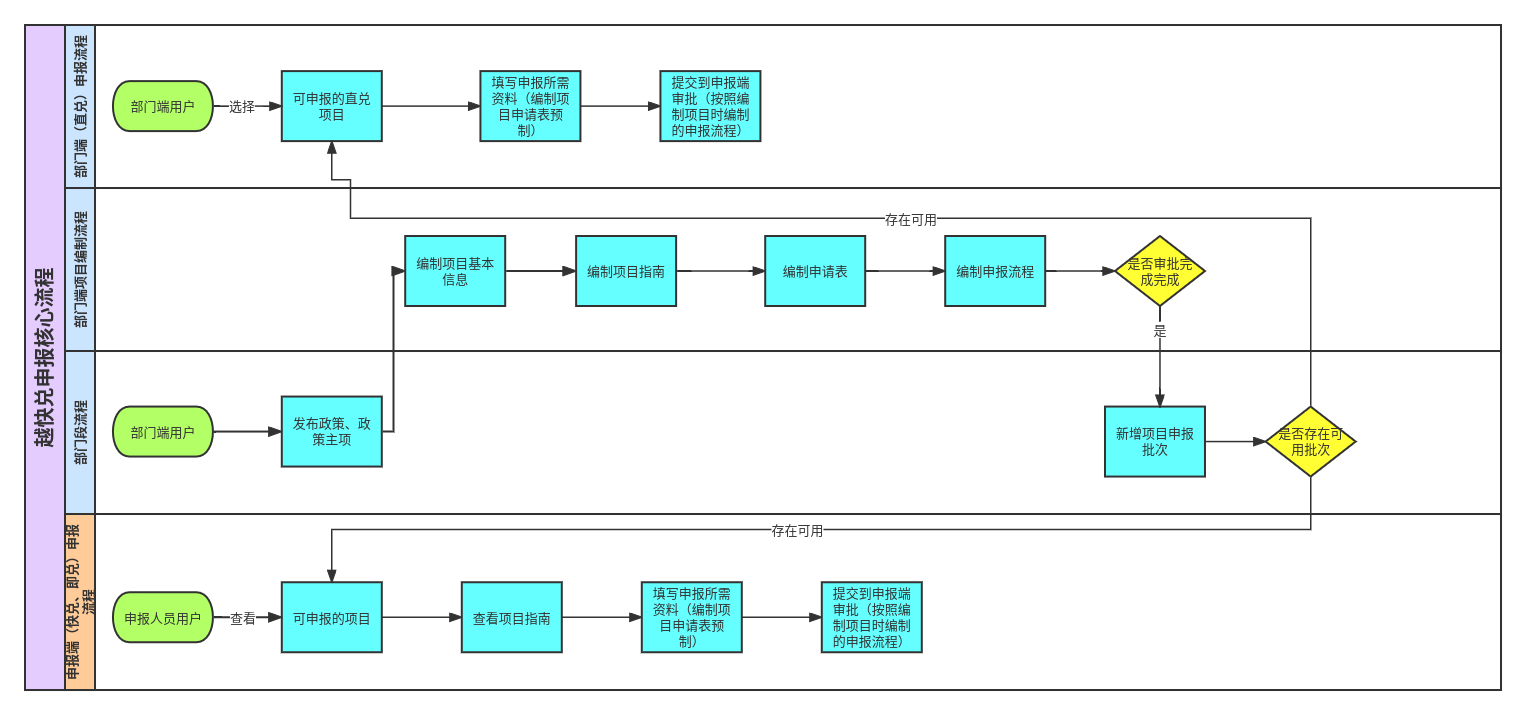 越快兑申报核心流程
部门端（直兑）申报流程
部门端用户
选择
可申报的直兑
项目
填写申报所需
资料（编制项
目申请表预
制）
提交到申报端
审批（按照编
制项目时编制
的申报流程）
部门端项目编制流程
存在可用
编制项目基本
信息
编制项目指南
编制申请表
编制申报流程
是否审批完
成完成
是
部门段流程
部门端用户
发布政策、政
策主项
新增项目申报
批次
是否存在可
用批次
申报端（快兑、即兑）申报
流程
存在可用
申报人员用户
查看
可申报的项目
查看项目指南
填写申报所需
资料（编制项
目申请表预
制）
提交到申报端
审批（按照编
制项目时编制
的申报流程）